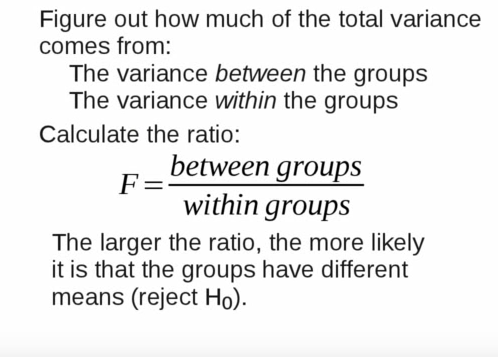 Figure out how much of the total variance
comes from:
The variance between the groups
The variance within the groups
Calculate the ratio:
F = between groups
within groups
The larger the ratio, the more likely
it is that the groups have different
means (reject H₀).